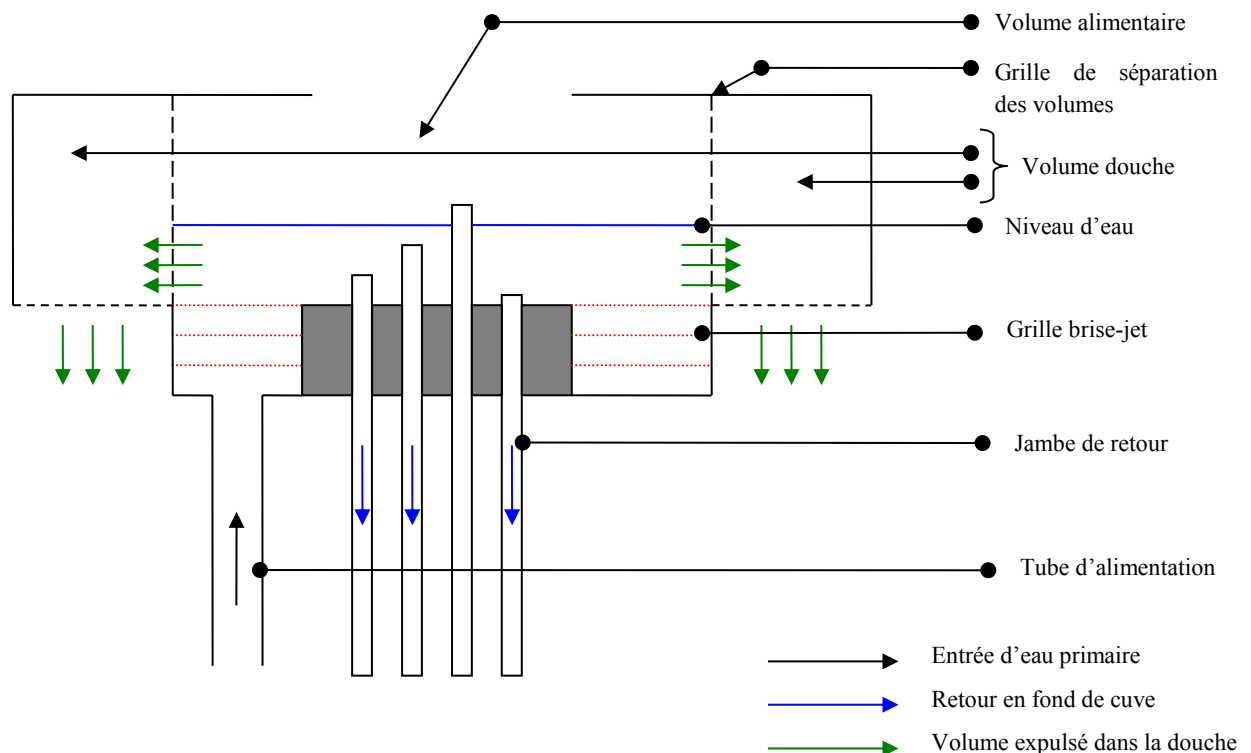 Volume alimentaire
Grille de séparation
des volumes
Volume douche
Niveau d'eau
Grille brise-jet
Jambe de retour
Tube d'alimentation
Entrée d'eau primaire
Retour en fond de cuve
Volume expulsé dans la douche